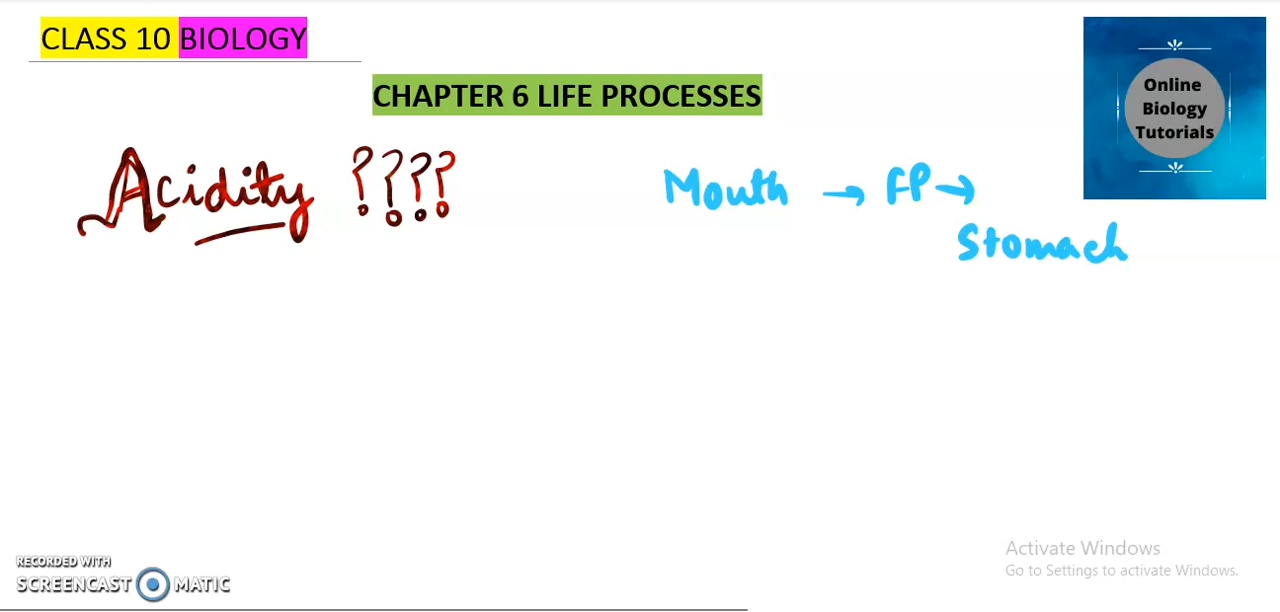 CLASS 10 BIOLOGY
CHAPTER 6 LIFE PROCESSES
Online
Biology
Tutorials
Acidity ????
Mouth → FP →
Stomach
Activate Windows
Go to Settings to activate Windows.
RECORDED WITH
SCREENCAST MATIC